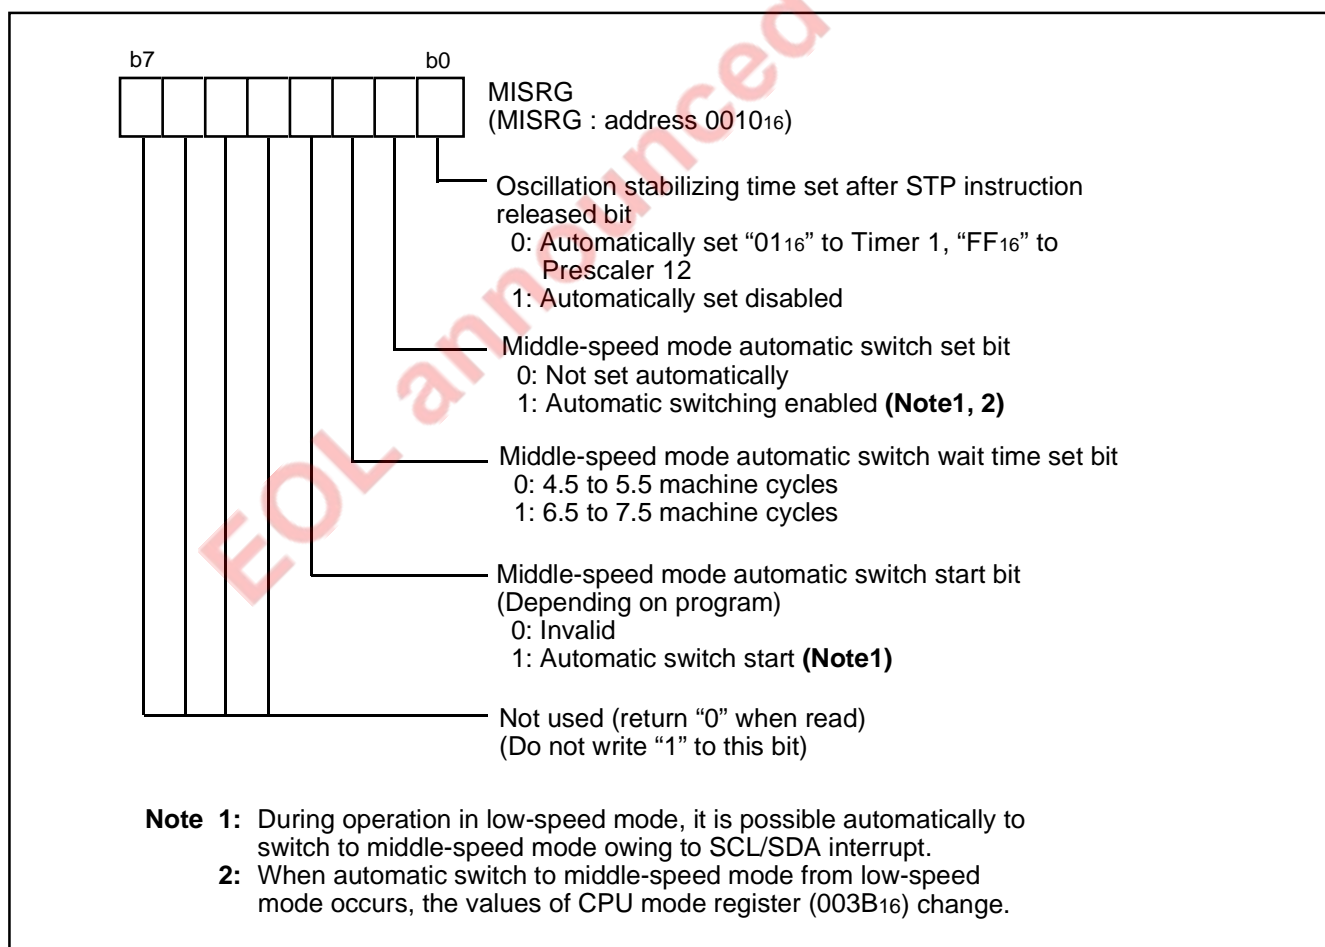 b7 b0
MISRG
(MISRG : address 001016)
Oscillation stabilizing time set after STP instruction
released bit
0: Automatically set “0116” to Timer 1, “FF16” to
Prescaler 12
1: Automatically set disabled
Middle-speed mode automatic switch set bit
0: Not set automatically
1: Automatic switching enabled (Note1, 2)
Middle-speed mode automatic switch wait time set bit
0: 4.5 to 5.5 machine cycles
1: 6.5 to 7.5 machine cycles
Middle-speed mode automatic switch start bit
(Depending on program)
0: Invalid
1: Automatic switch start (Note1)
Not used (return “0” when read)
(Do not write “1” to this bit)
Note 1: During operation in low-speed mode, it is possible automatically to
switch to middle-speed mode owing to SCL/SDA interrupt.
2: When automatic switch to middle-speed mode from low-speed
mode occurs, the values of CPU mode register (003B16) change.
EOL announced